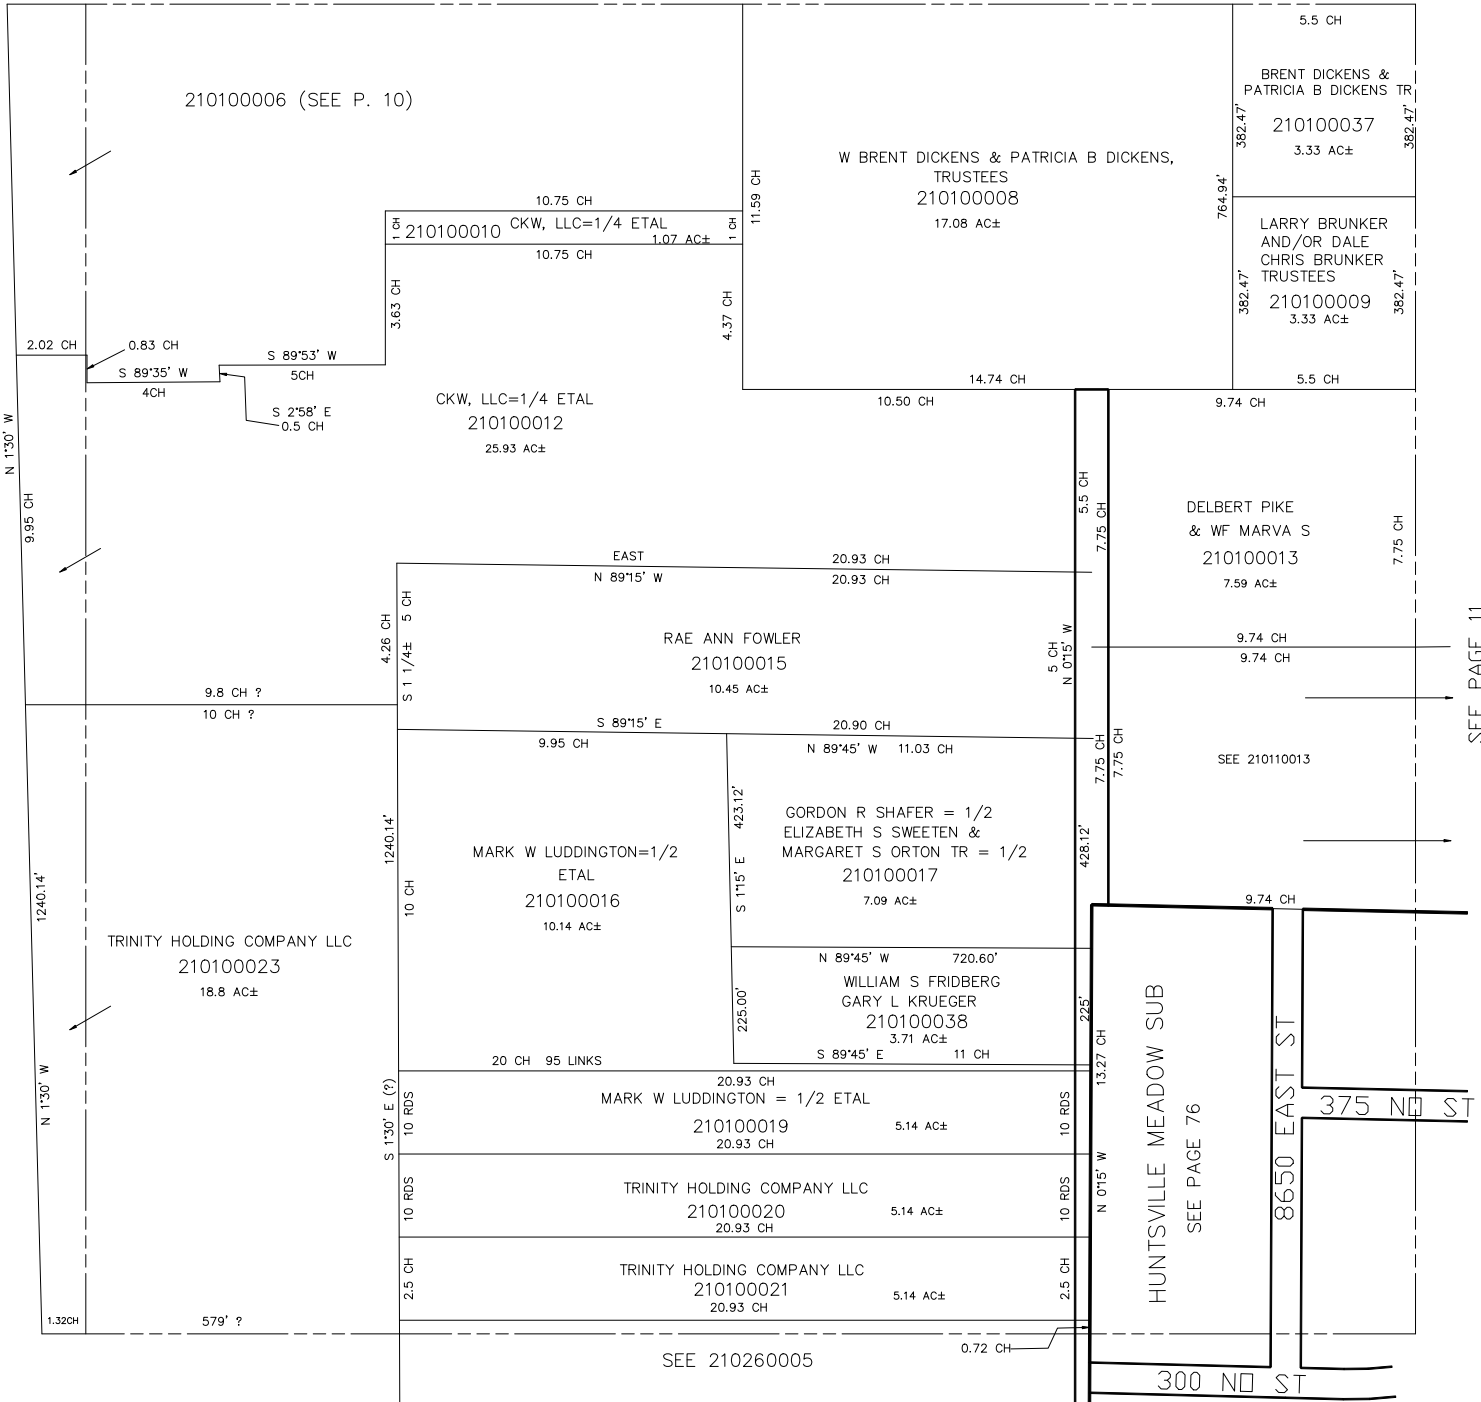 5.5 CH
BRENT DICKENS &
PATRICIA B DICKENS TR
210100037
3.33 AC±
382.47'
382.47'
210100006 (SEE P. 10)
W BRENT DICKENS & PATRICIA B DICKENS,
TRUSTEES
210100008
17.08 AC±
11.59 CH
764.94'
10.75 CH
1 CH
210100010
CKW, LLC=1/4 ETAL
1.07 AC±
1 CH
10.75 CH
LARRY BRUNKER
AND/OR DALE
CHRIS BRUNKER
TRUSTEES
210100009
3.33 AC±
382.47'
382.47'
3.63 CH
4.37 CH
2.02 CH
0.83 CH
S 89°53' W
5CH
S 89°35' W
4CH
S 2°58' E
0.5 CH
14.74 CH
5.5 CH
10.50 CH
9.74 CH
CKW, LLC=1/4 ETAL
210100012
25.93 AC±
N 1°30' W
9.95 CH
5.5 CH
7.75 CH
DELBERT PIKE
& WF MARVA S
210100013
7.59 AC±
7.75 CH
EAST
20.93 CH
N 89°15' W
20.93 CH
4.26 CH
S 1 1/4±
5 CH
RAE ANN FOWLER
210100015
10.45 AC±
5 CH
N 0°15' W
9.74 CH
9.74 CH
SEE PAGE 11
9.8 CH ?
10 CH ?
S 89°15' E
20.90 CH
9.95 CH
N 89°45' W
11.03 CH
7.75 CH
7.75 CH
SEE 210110013
423.12'
S 1°15' E
GORDON R SHAFER = 1/2
ELIZABETH S SWEETEN &
MARGARET S ORTON TR = 1/2
210100017
7.09 AC±
428.12'
1240.14'
10 CH
MARK W LUDDINGTON=1/2
ETAL
210100016
10.14 AC±
1240.14'
TRINITY HOLDING COMPANY LLC
210100023
18.8 AC±
9.74 CH
N 89°45' W
720.60'
WILLIAM S FRIDBERG
GARY L KRUEGER
210100038
3.71 AC±
225.00'
225'
S 89°45' E
11 CH
20 CH
95 LINKS
13.27 CH
N 0°15' W
HUNTSVILLE MEADOW SUB
SEE PAGE 76
8650 EAST ST
375 NO ST
N 1°30' W
S 1°30' E (?)
20.93 CH
MARK W LUDDINGTON = 1/2 ETAL
210100019
5.14 AC±
20.93 CH
10 RDS
10 RDS
TRINITY HOLDING COMPANY LLC
210100020
5.14 AC±
20.93 CH
10 RDS
10 RDS
TRINITY HOLDING COMPANY LLC
210100021
5.14 AC±
20.93 CH
2.5 CH
2.5 CH
1.32CH
579' ?
SEE 210260005
0.72 CH
300 NO ST